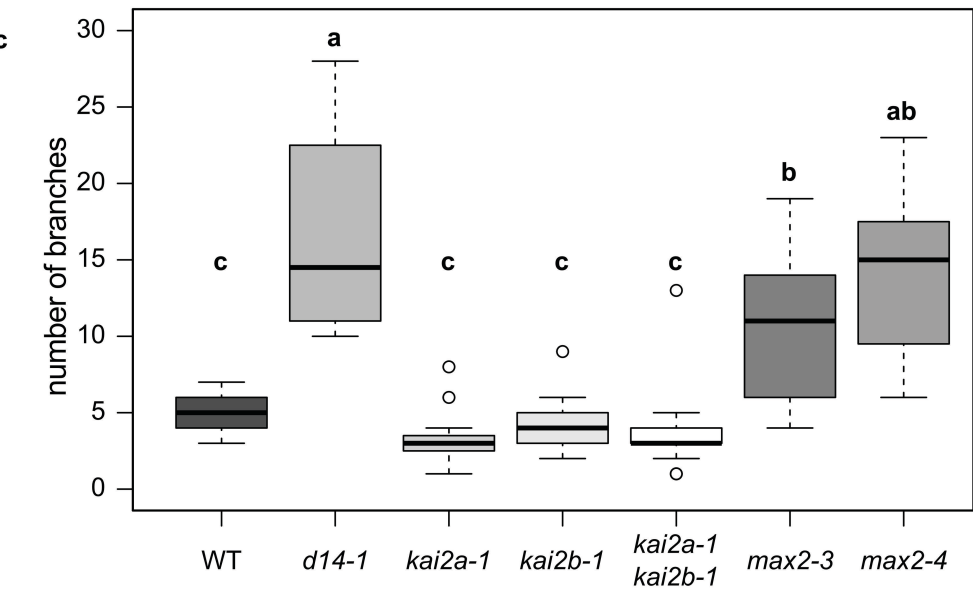 c
number of branches
30
25
20
15
10
5
0
a
ab
b
c
c
c
c
WT
d14-1
kai2a-1
kai2b-1
kai2a-1
kai2b-1
max2-3
max2-4